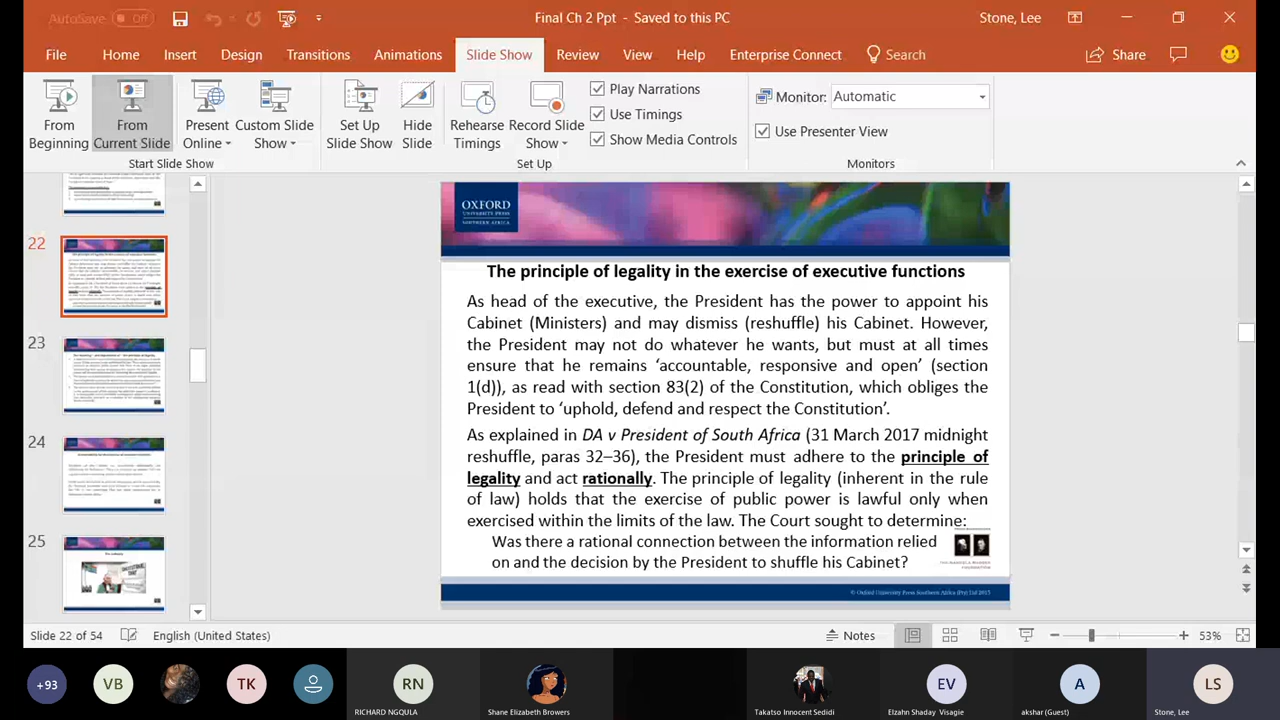 AutoSave Off Final Ch 2 Ppt - Saved to this PC Stone, Lee
File Home Insert Design Transitions Animations Slide Show Review View Help Enterprise Connect Search Share
From Beginning
From Current Slide
Present Online
Custom Slide Show
Set Up Slide Show
Hide Slide
Rehearse Timings
Record Slide Show
Play Narrations
Use Timings
Show Media Controls
Monitor: Automatic
Use Presenter View
Start Slide Show Set Up Monitors
22
23
24
25
OXFORD
UNIVERSITY PRESS
SOUTHERN AFRICA
The principle of legality in the exercise of executive functions
As head of the executive, the President has the power to appoint his
Cabinet (Ministers) and may dismiss (reshuffle) his Cabinet. However,
the President may not do whatever he wants, but must at all times
ensure that he remains ‘accountable, responsive and open’ (section
1(d)), as read with section 83(2) of the Constitution, which obliges the
President to ‘uphold, defend and respect the Constitution’.
As explained in DA v President of South Africa (31 March 2017 midnight
reshuffle, paras 32–36), the President must adhere to the principle of
legality and act rationally. The principle of legality (inherent in the rule
of law) holds that the exercise of public power is lawful only when
exercised within the limits of the law. The Court sought to determine:
Was there a rational connection between the information relied
on and the decision by the President to shuffle his Cabinet?
© Oxford University Press Southern Africa (Pty) Ltd 2015
Slide 22 of 54 English (United States) Notes 53%
+93 VB TK RN EV A LS
RICHARD NGQULA Shane Elizabeth Browers Takatso Innocent Sedidi Elzahn Shaday Visagie akshar (Guest) Stone, Lee